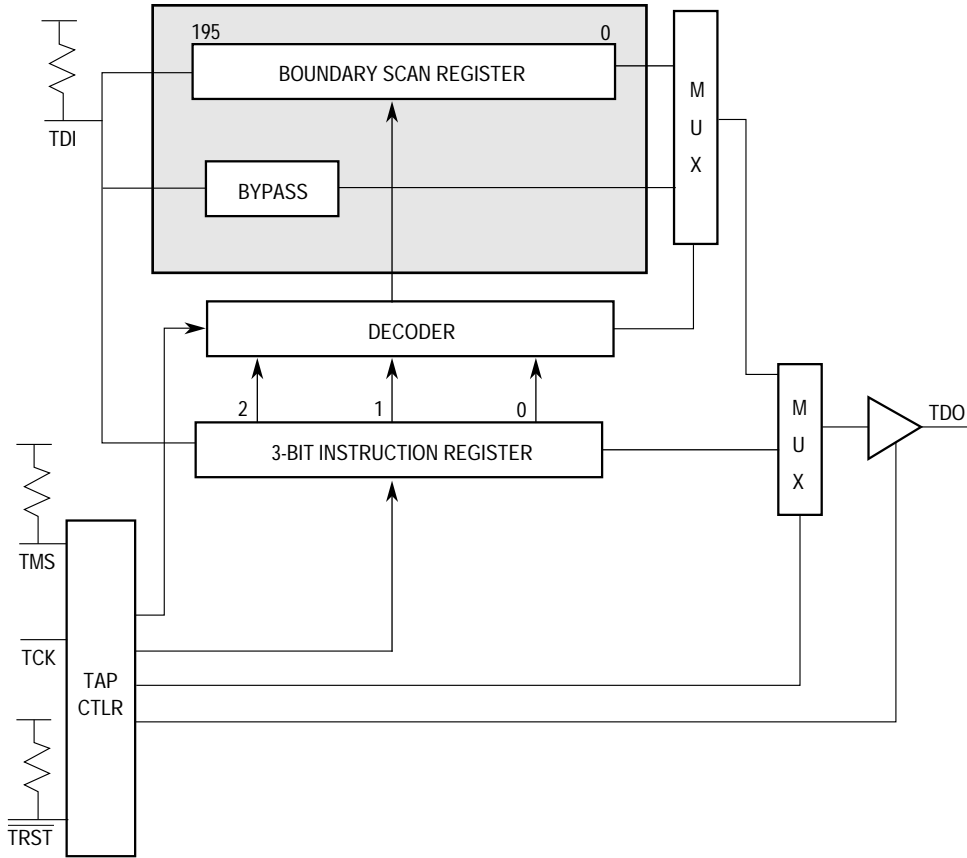 195
0
BOUNDARY SCAN REGISTER
M
U
X
TDI
BYPASS
DECODER
2
1
0
3-BIT INSTRUCTION REGISTER
M
U
X
TDO
TMS
TCK
TAP
CTLR
TRST